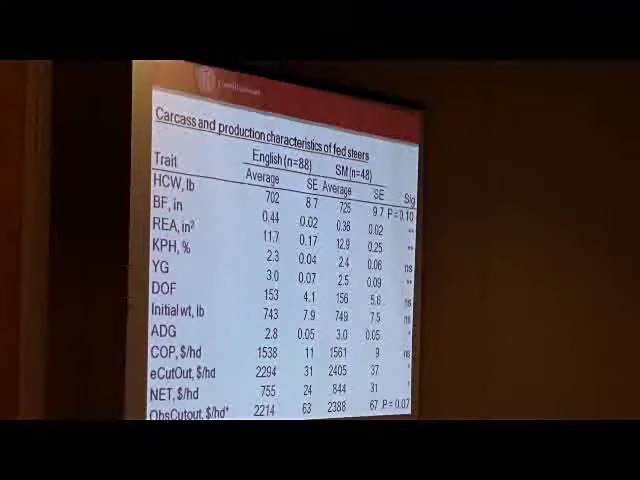 Carcass and production characteristics of fed steers
English (n=88) SM (n=48)
Trait Average SE Average SE Sig
HCW, lb 702 8.7 725 9.7 P = 0.10
BF, in 0.44 0.02 0.36 0.02 **
REA, in² 11.7 0.17 12.9 0.25 **
KPH, % 2.3 0.04 2.4 0.06 ns
YG 3.0 0.07 2.5 0.09 **
DOF 153 4.1 156 5.6 ns
Initial wt, lb 743 7.9 749 7.5 ns
ADG 2.8 0.05 3.0 0.05 *
COP, $/hd 1538 11 1561 9 ns
eCutOut, $/hd 2294 31 2405 37 *
NET, $/hd 755 24 844 31 *
ObsCutout, $/hd* 2214 63 2388 67 P = 0.07